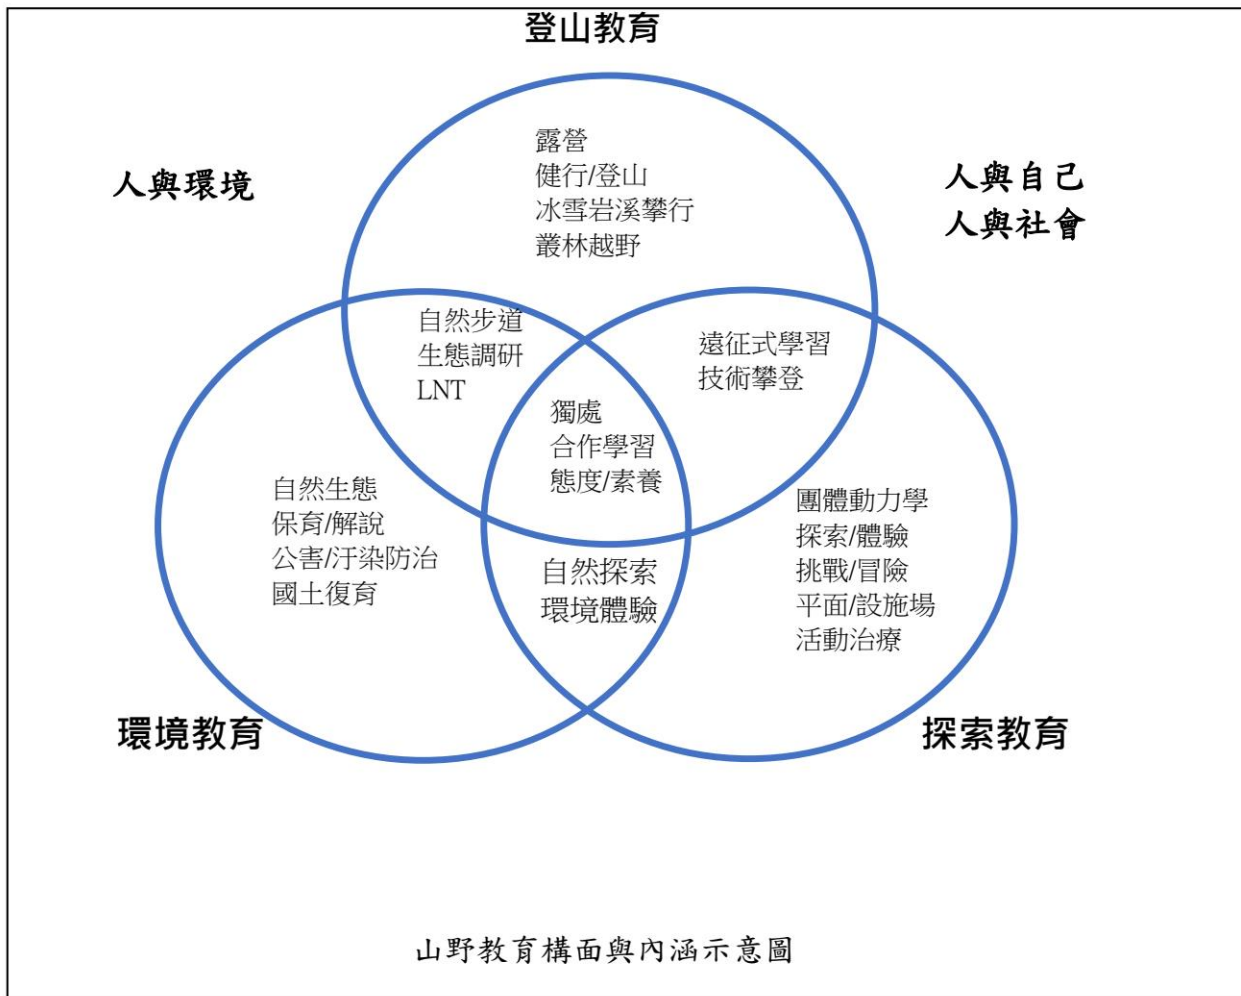 登山教育
人與環境
人與自己
人與社會
露營
健行/登山
冰雪岩溪攀行
叢林越野
自然步道
生態調研
LNT
遠征式學習
技術攀登
獨處
合作學習
態度/素養
自然生態
保育/解說
公害/汙染防治
國土復育
自然探索
環境體驗
團體動力學
探索/體驗
挑戰/冒險
平面/設施場
活動治療
環境教育
探索教育
山野教育構面與內涵示意圖